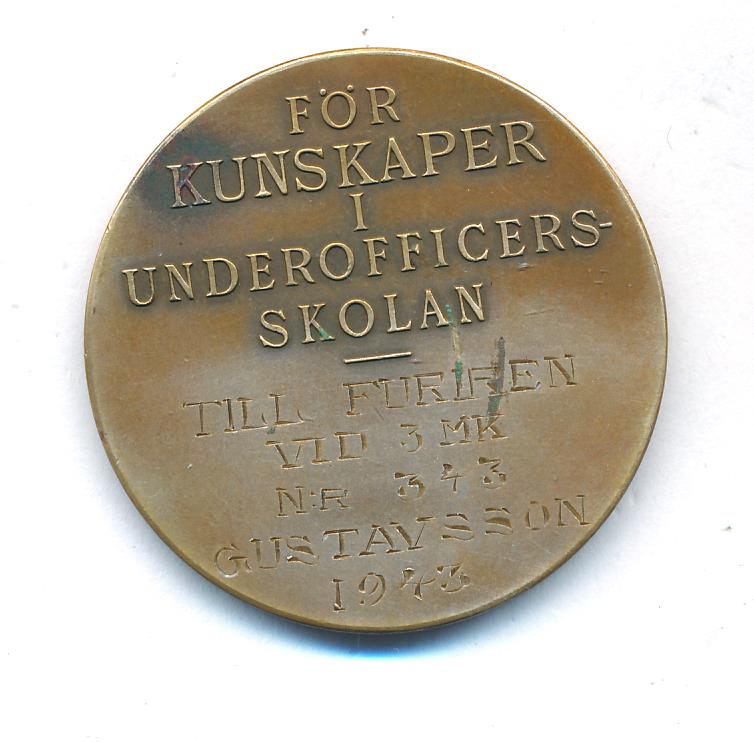 FÖR
KUNSKAPER
I
UNDEROFFICERS-
SKOLAN
TILL FURIREN
VID 3 MK
N:R 343
GUSTAVSSON
1943